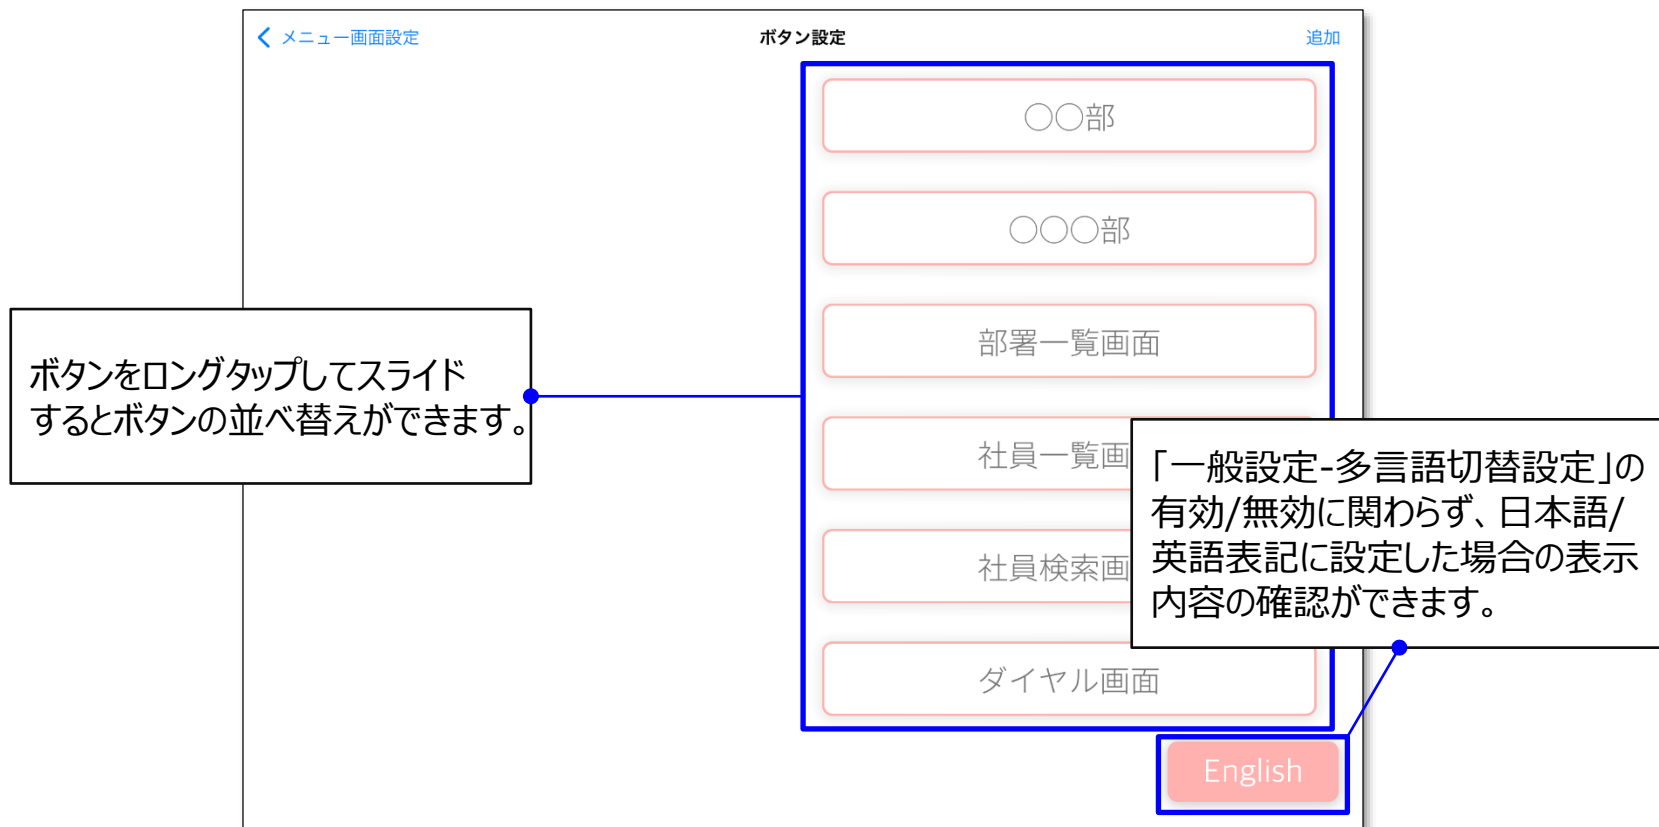 メニュー画面設定
ボタン設定
追加
〇〇部
〇〇〇部
部署一覧画面
社員一覧画
社員検索画
ダイヤル画面
English
ボタンをロングタップしてスライド
するとボタンの並べ替えができます。
「一般設定-多言語切替設定」の
有効/無効に関わらず、日本語/
英語表記に設定した場合の表示
内容の確認ができます。